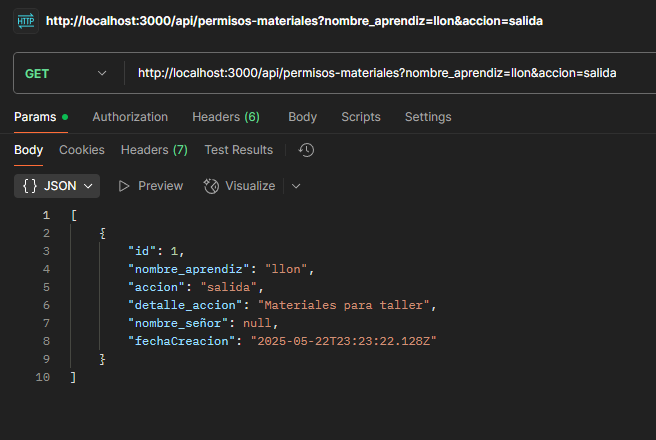 HTTP http://localhost:3000/api/permisos-materiales?nombre_aprendiz=llon&accion=salida
GET http://localhost:3000/api/permisos-materiales?nombre_aprendiz=llon&accion=salida
Params Authorization Headers (6) Body Scripts Settings
Body Cookies Headers (7) Test Results
{} JSON Preview Visualize
1 [
2 {
3 "id": 1,
4 "nombre_aprendiz": "llon",
5 "accion": "salida",
6 "detalle_accion": "Materiales para taller",
7 "nombre_señor": null,
8 "fechaCreacion": "2025-05-22T23:23:22.128Z"
9 }
10 ]